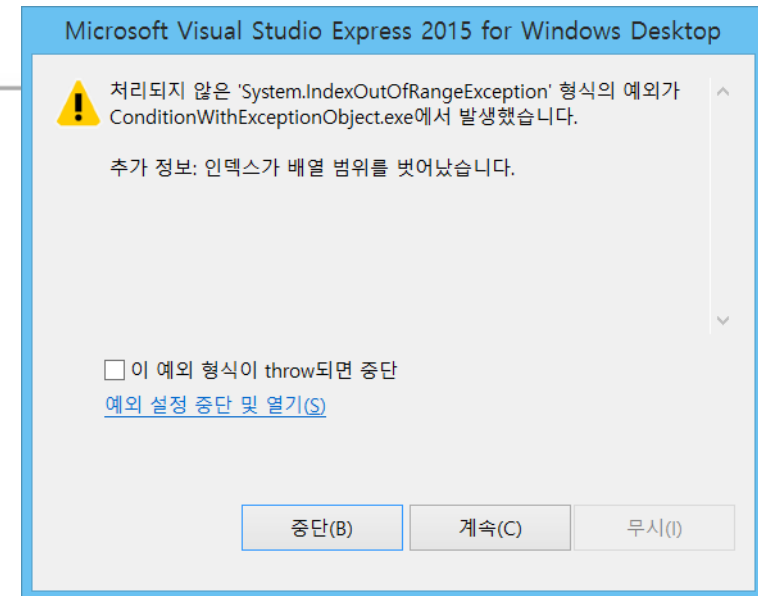 Microsoft Visual Studio Express 2015 for Windows Desktop
처리되지 않은 'System.IndexOutOfRangeException' 형식의 예외가
ConditionWithExceptionObject.exe에서 발생했습니다.
추가 정보: 인덱스가 배열 범위를 벗어났습니다.
이 예외 형식이 throw되면 중단
예외 설정 중단 및 열기(S)
중단(B)
계속(C)
무시(I)